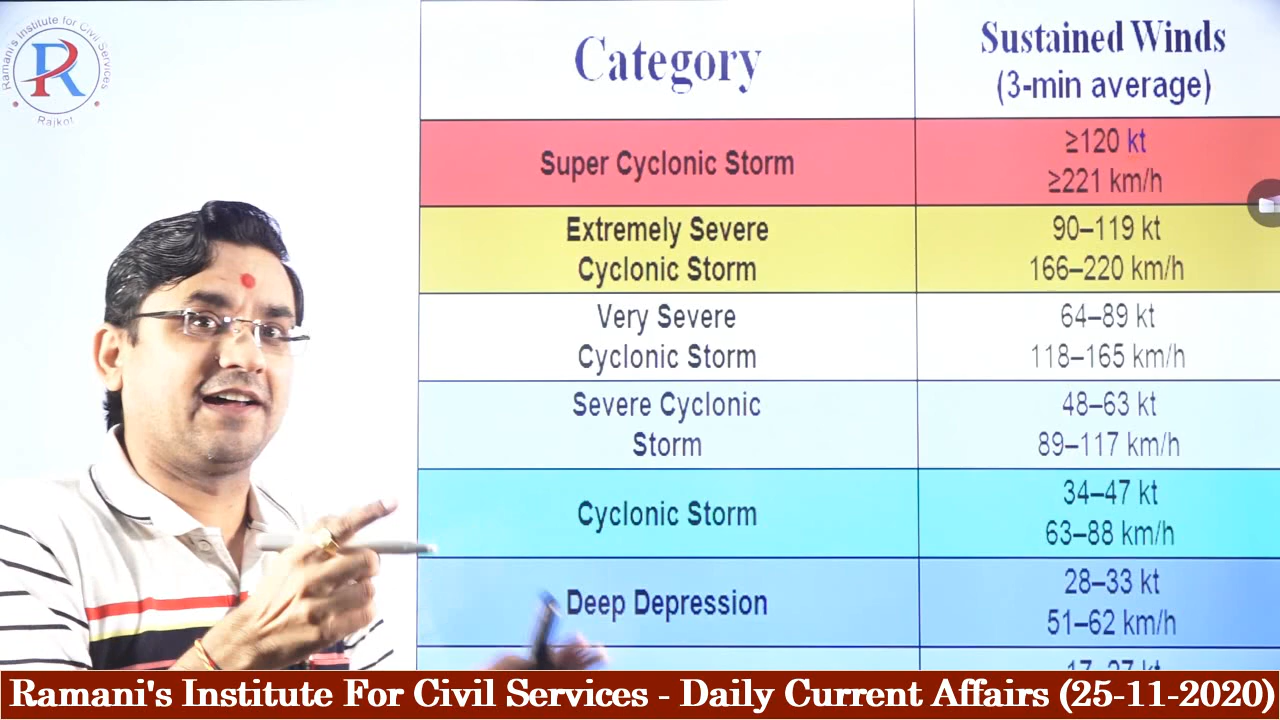 Ramani's Institute for Civil Services
R
Rajkot
Category
Sustained Winds
(3-min average)
Super Cyclonic Storm
≥120 kt
≥221 km/h
Extremely Severe
Cyclonic Storm
90–119 kt
166–220 km/h
Very Severe
Cyclonic Storm
64–89 kt
118–165 km/h
Severe Cyclonic
Storm
48–63 kt
89–117 km/h
Cyclonic Storm
34–47 kt
63–88 km/h
Deep Depression
28–33 kt
51–62 km/h
17–27 kt
Ramani's Institute For Civil Services - Daily Current Affairs (25-11-2020)